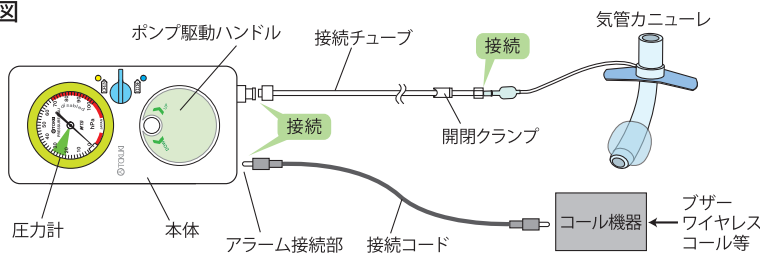 図
ポンプ駆動ハンドル
接続チューブ
接続
気管カニューレ
開閉クランプ
接続
TOKUKI
hPa
圧力計
本体
アラーム接続部
接続コード
コール機器
ブザー
ワイヤレス
コール等